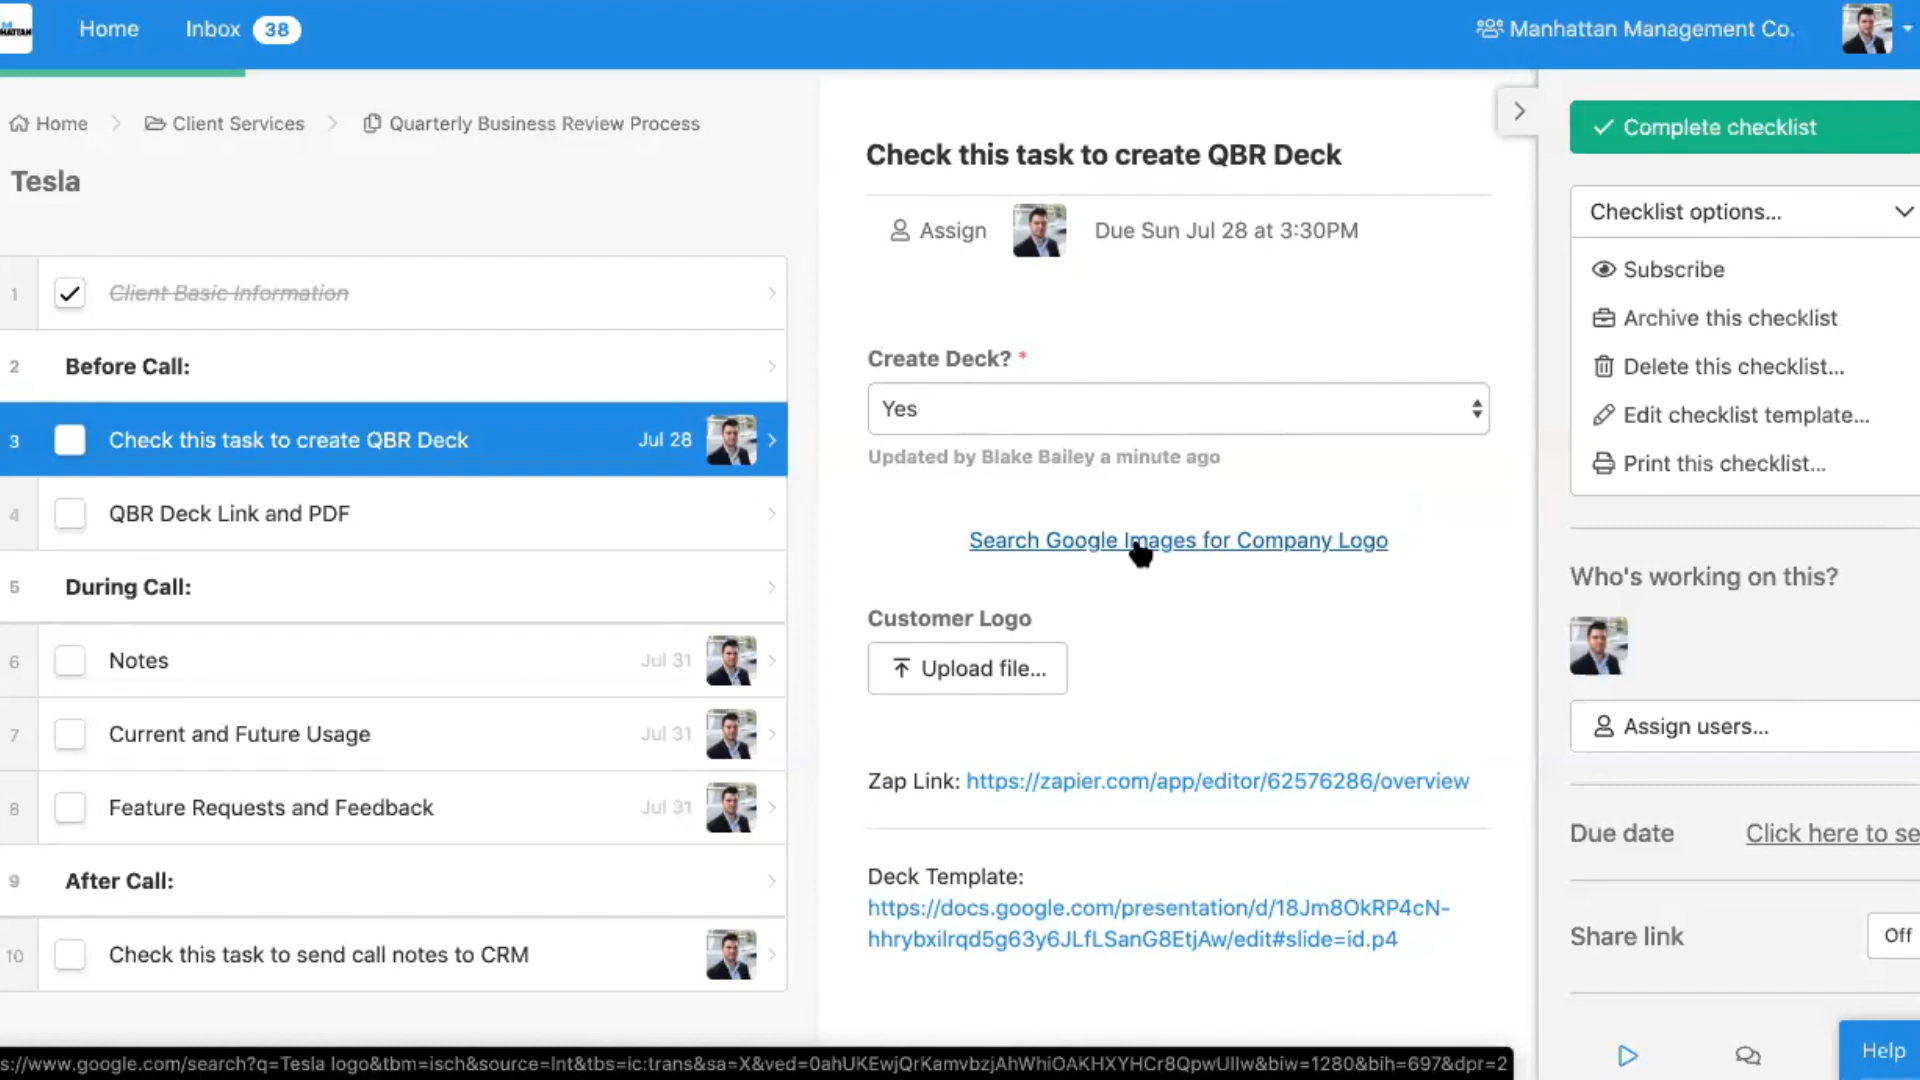 Home
Inbox 38
Manhattan Management Co.
Home
Client Services
Quarterly Business Review Process
Tesla
1 Client Basic Information
2 Before Call:
3 Check this task to create QBR Deck Jul 28
4 QBR Deck Link and PDF
5 During Call:
6 Notes Jul 31
7 Current and Future Usage Jul 31
8 Feature Requests and Feedback Jul 31
9 After Call:
10 Check this task to send call notes to CRM
Check this task to create QBR Deck
Assign Due Sun Jul 28 at 3:30PM
Create Deck? *
Yes
Updated by Blake Bailey a minute ago
Search Google Images for Company Logo
Customer Logo
Upload file...
Zap Link: https://zapier.com/app/editor/62576286/overview
Deck Template:
https://docs.google.com/presentation/d/18Jm8OkRP4cN-
hhrybxilrqd5g63y6JLfLSanG8EtjAw/edit#slide=id.p4
Complete checklist
Checklist options...
Subscribe
Archive this checklist
Delete this checklist...
Edit checklist template...
Print this checklist...
Who's working on this?
Assign users...
Due date Click here to se
Share link Off
Help
s://www.google.com/search?q=Tesla logo&tbm=isch&source=lnt&tbs=ic:trans&sa=X&ved=0ahUKEwjQrKamvbzjAhWhiOAKHXYHCr8QpwUIIw&biw=1280&bih=697&dpr=2